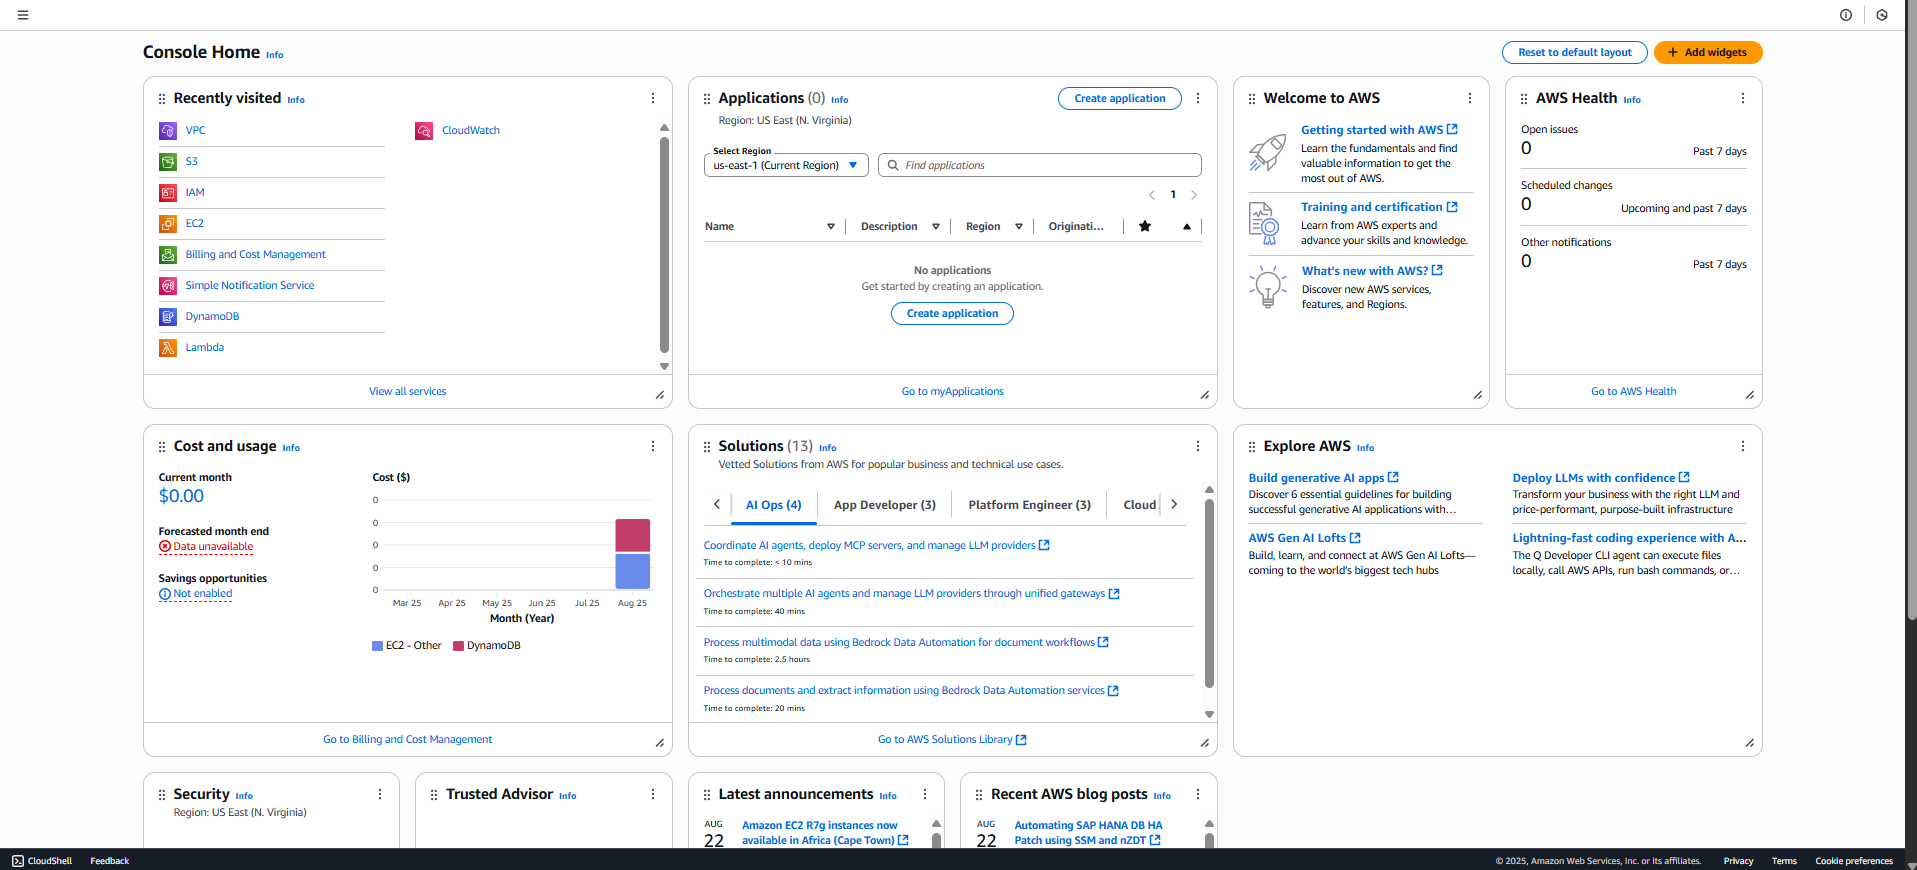 Console Home Info
Reset to default layout
Add widgets
Recently visited Info
VPC
S3
IAM
EC2
Billing and Cost Management
Simple Notification Service
DynamoDB
Lambda
CloudWatch
View all services
Applications (0) Info
Create application
Region: US East (N. Virginia)
Select Region
us-east-1 (Current Region)
Find applications
1
Name Description Region Originati...
No applications
Get started by creating an application.
Create application
Go to myApplications
Welcome to AWS
Getting started with AWS
Learn the fundamentals and find
valuable information to get the
most out of AWS.
Training and certification
Learn from AWS experts and
advance your skills and knowledge.
What's new with AWS?
Discover new AWS services,
features, and Regions.
AWS Health Info
Open issues
0 Past 7 days
Scheduled changes
0 Upcoming and past 7 days
Other notifications
0 Past 7 days
Go to AWS Health
Cost and usage Info
Current month
$0.00
Forecasted month end
Data unavailable
Savings opportunities
Not enabled
Cost ($)
0
0
0
0
0
Mar 25 Apr 25 May 25 Jun 25 Jul 25 Aug 25
Month (Year)
EC2 - Other DynamoDB
Go to Billing and Cost Management
Solutions (13) Info
Vetted Solutions from AWS for popular business and technical use cases.
AI Ops (4) App Developer (3) Platform Engineer (3) Cloud
Coordinate AI agents, deploy MCP servers, and manage LLM providers
Time to complete: < 10 mins
Orchestrate multiple AI agents and manage LLM providers through unified gateways
Time to complete: 40 mins
Process multimodal data using Bedrock Data Automation for document workflows
Time to complete: 2.5 hours
Process documents and extract information using Bedrock Data Automation services
Time to complete: 20 mins
Go to AWS Solutions Library
Explore AWS Info
Build generative AI apps
Discover 6 essential guidelines for building
successful generative AI applications with...
AWS Gen AI Lofts
Build, learn, and connect at AWS Gen AI Lofts—
coming to the world's biggest tech hubs
Deploy LLMs with confidence
Transform your business with the right LLM and
price-performant, purpose-built infrastructure
Lightning-fast coding experience with A...
The Q Developer CLI agent can execute files
locally, call AWS APIs, run bash commands, or...
Security Info
Region: US East (N. Virginia)
Trusted Advisor Info
Latest announcements Info
AUG
22
Amazon EC2 R7g instances now
available in Africa (Cape Town)
Recent AWS blog posts Info
AUG
22
Automating SAP HANA DB HA
Patch using SSM and nZDT
CloudShell Feedback
© 2025, Amazon Web Services, Inc. or its affiliates. Privacy Terms Cookie preferences